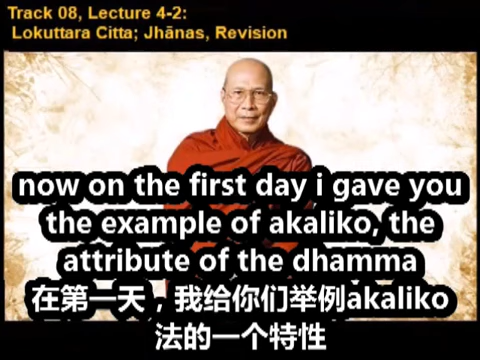 Track 08, Lecture 4-2:
Lokuttara Citta; Jhānas, Revision
now on the first day i gave you
the example of akaliko, the
attribute of the dhamma
在第一天，我给你们举例akaliko
法的一个特性